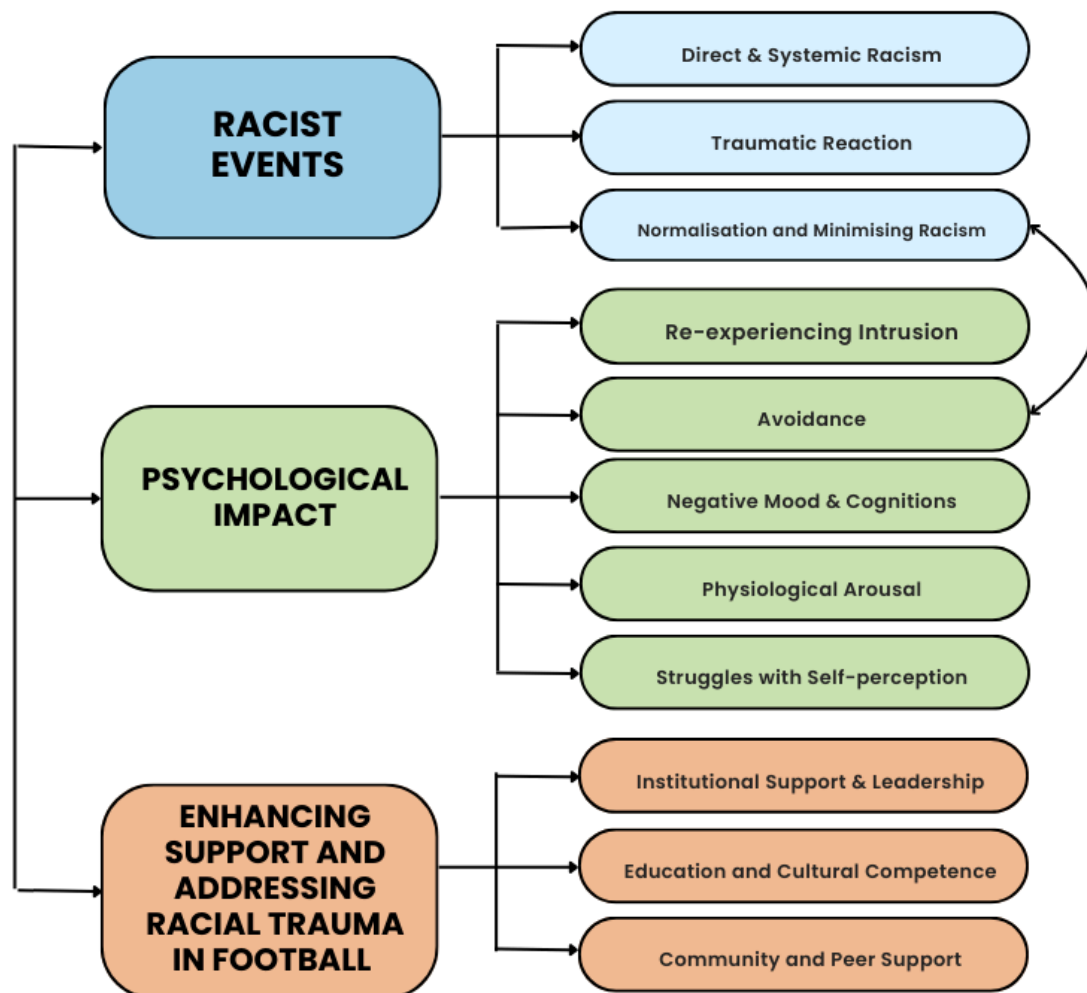 RACIST
EVENTS
Direct & Systemic Racism
Traumatic Reaction
Normalisation and Minimising Racism
PSYCHOLOGICAL
IMPACT
Re-experiencing Intrusion
Avoidance
Negative Mood & Cognitions
Physiological Arousal
Struggles with Self-perception
ENHANCING
SUPPORT AND
ADDRESSING
RACIAL TRAUMA
IN FOOTBALL
Institutional Support & Leadership
Education and Cultural Competence
Community and Peer Support